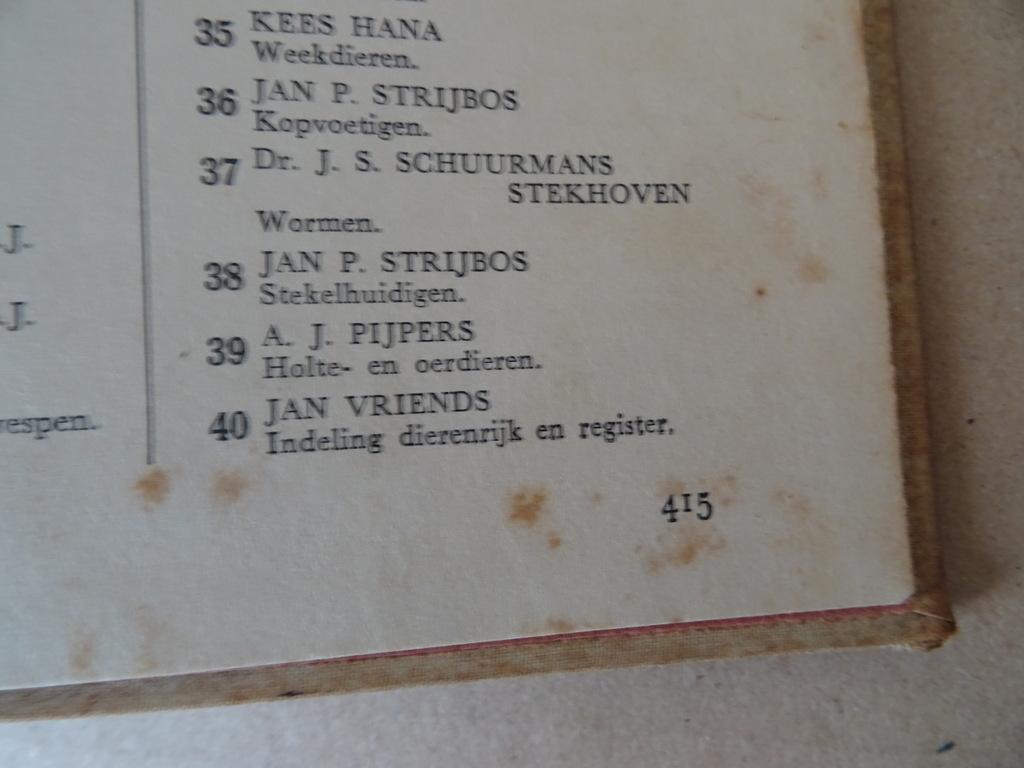 J.
J.
35 KEES HANA
Weekdieren.
36 JAN P. STRIJBOS
Kopvoetigen.
37 Dr. J. S. SCHUURMANS
STEKHOVEN
Wormen.
38 JAN P. STRIJBOS
Stekelhuidigen.
39 A. J. PIJPERS
Holte- en oerdieren.
40 JAN VRIENDS
Indeling dierenrijk en register.
415